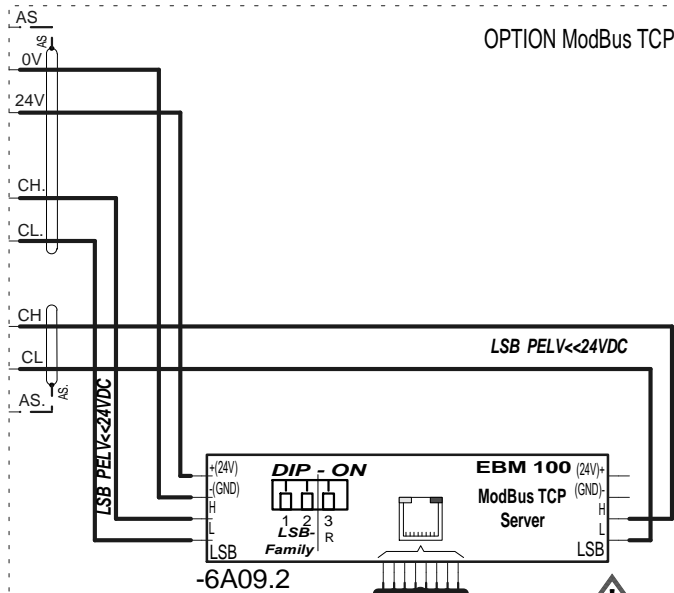 AS
AS
OPTION ModBus TCP
0V
24V
CH.
CL.
CH
LSB PELV<<24VDC
CL
AS.
AS.
LSB PELV<<24VDC
+(24V)
DIP - ON
EBM 100
(24V)+
-(GND)
ModBus TCP
(GND)-
H
H
1 2 3
Server
L
LSB-
R
L
LSB
Family
LSB
-6A09.2